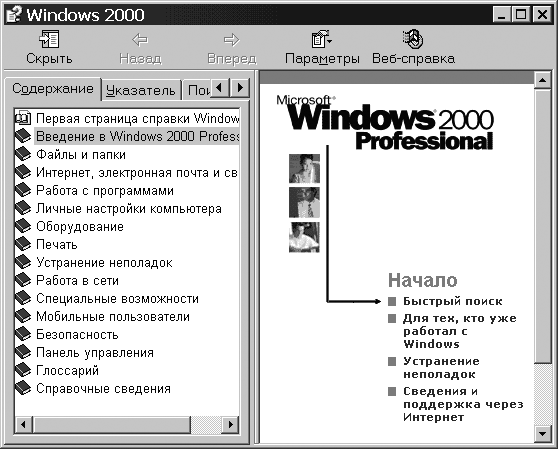 Windows 2000
Скрыть
Назад
Вперед
Параметры
Веб-справка
Содержание
Указатель
Пои
Первая страница справки Window
Введение в Windows 2000 Profess
Файлы и папки
Интернет, электронная почта и св
Работа с программами
Личные настройки компьютера
Оборудование
Печать
Устранение неполадок
Работа в сети
Специальные возможности
Мобильные пользователи
Безопасность
Панель управления
Глоссарий
Справочные сведения
Microsoft®
Windows® 2000
Professional
Начало
Быстрый поиск
Для тех, кто уже
работал с
Windows
Устранение
неполадок
Сведения и
поддержка через
Интернет